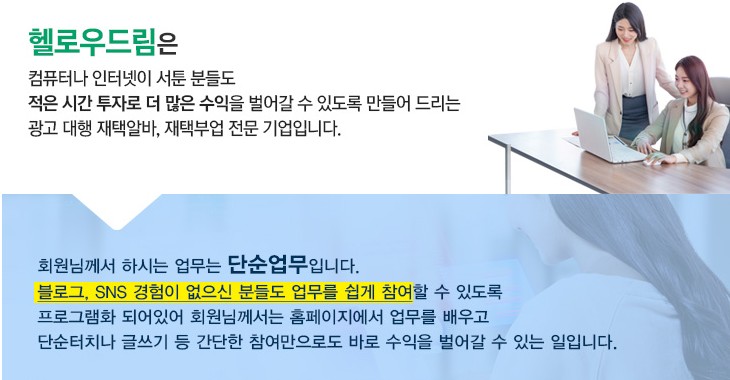 헬로우드림은
컴퓨터나 인터넷이 서툰 분들도
적은 시간 투자로 더 많은 수익을 벌어갈 수 있도록 만들어 드리는
광고 대행 재택알바, 재택부업 전문 기업입니다.
회원님께서 하시는 업무는 단순업무입니다.
블로그, SNS 경험이 없으신 분들도 업무를 쉽게 참여할 수 있도록
프로그램화 되어있어 회원님께서는 홈페이지에서 업무를 배우고
단순터치나 글쓰기 등 간단한 참여만으로도 바로 수익을 벌어갈 수 있는 일입니다.